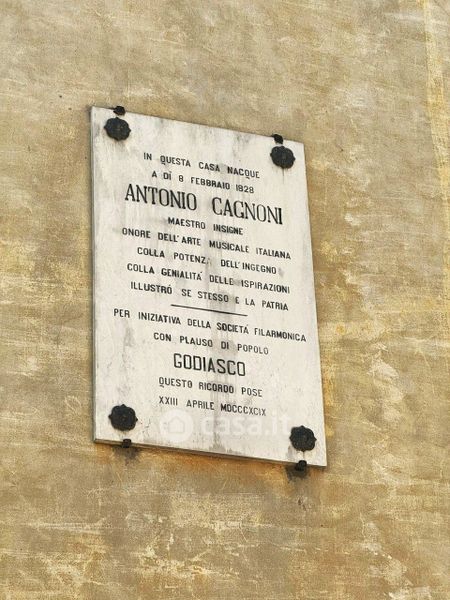 IN QUESTA CASA NACQUE
A DÌ 8 FEBBRAIO 1828
ANTONIO CAGNONI
MAESTRO INSIGNE
ONORE DELL'ARTE MUSICALE ITALIANA
COLLA POTENZA DELL'INGEGNO
COLLA GENIALITÀ DELLE ISPIRAZIONI
ILLUSTRÒ SE STESSO E LA PATRIA
PER INIZIATIVA DELLA SOCIETÀ FILARMONICA
CON PLAUSO DI POPOLO
GODIASCO
QUESTO RICORDO POSE
XXIII APRILE MDCCCXCIX
casa.it